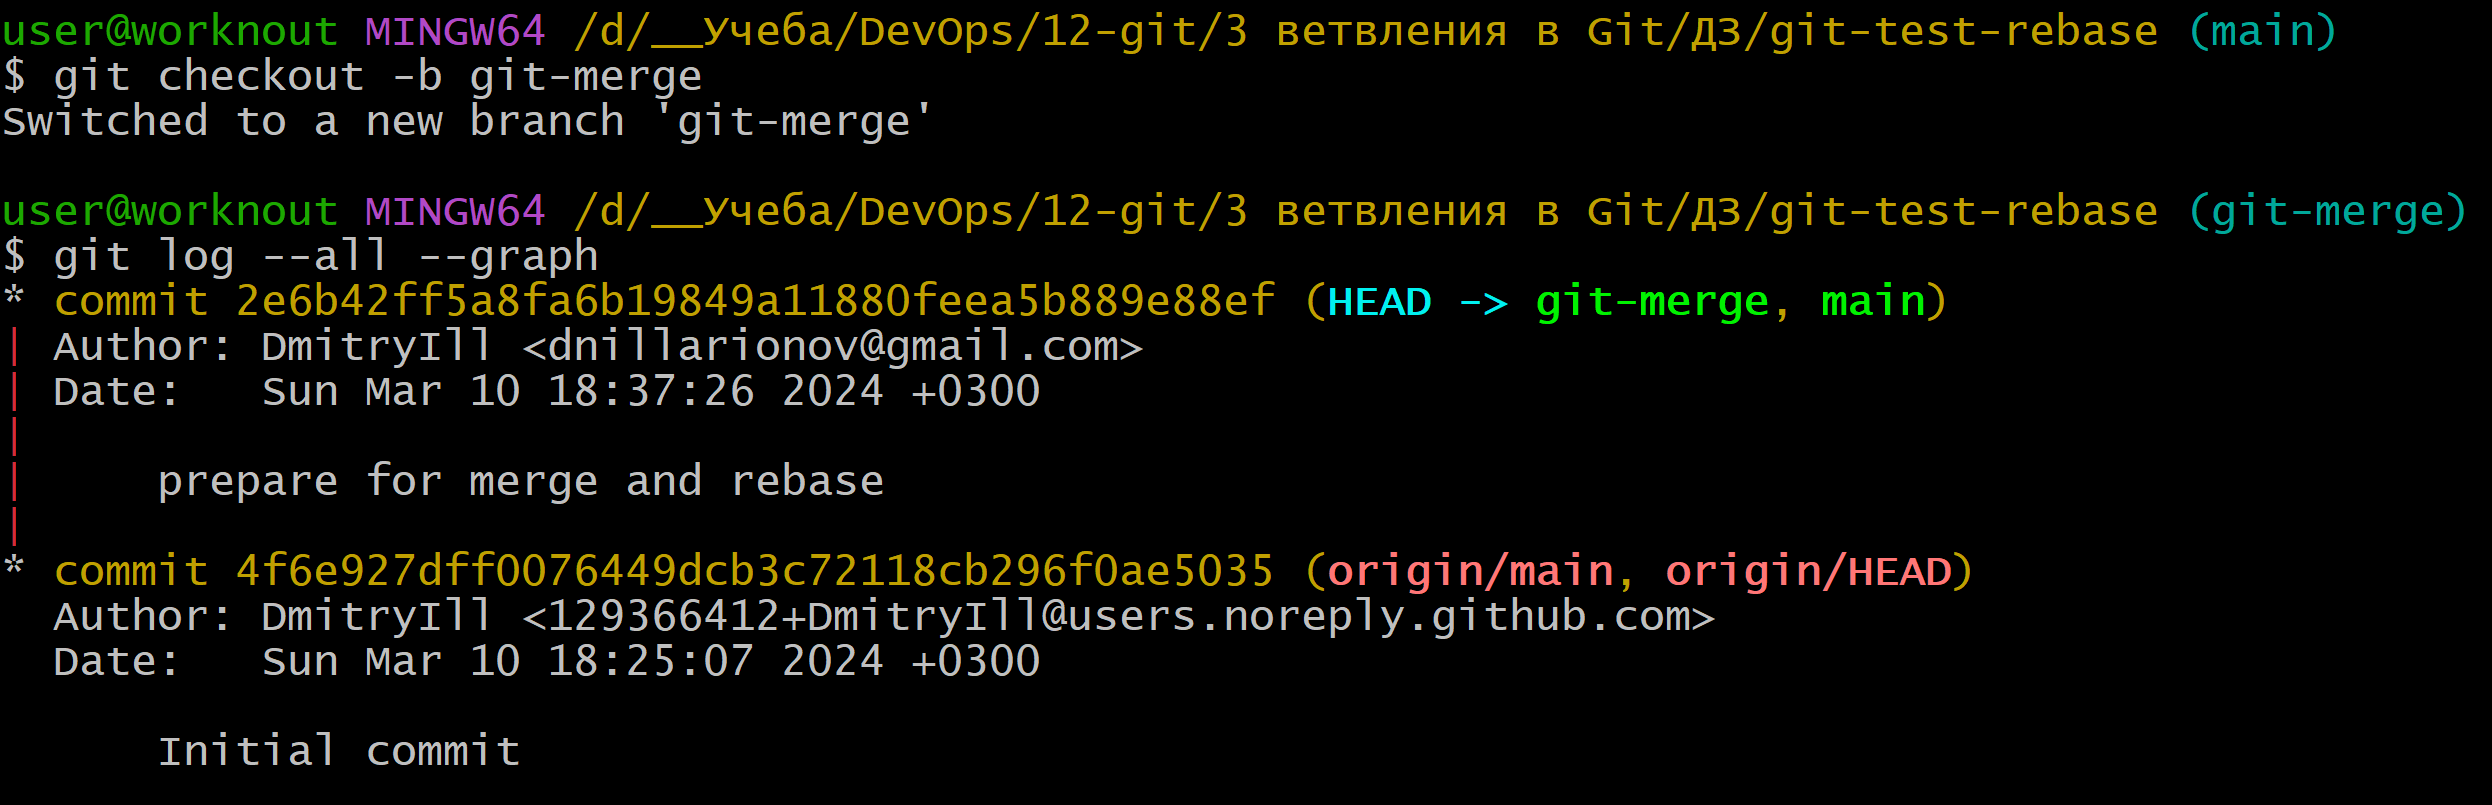 user@worknout MINGW64 /d/__Учеба/DevOps/12-git/3 ветвления в Git/ДЗ/git-test-rebase (main)
$ git checkout -b git-merge
Switched to a new branch 'git-merge'
user@worknout MINGW64 /d/__Учеба/DevOps/12-git/3 ветвления в Git/ДЗ/git-test-rebase (git-merge)
$ git log --all --graph
* commit 2e6b42ff5a8fa6b19849a11880feea5b889e88ef (HEAD -> git-merge, main)
| Author: DmitryIll <dnillarionov@gmail.com>
| Date:   Sun Mar 10 18:37:26 2024 +0300
|
|     prepare for merge and rebase
|
* commit 4f6e927dff0076449dcb3c72118cb296f0ae5035 (origin/main, origin/HEAD)
  Author: DmitryIll <129366412+DmitryIll@users.noreply.github.com>
  Date:   Sun Mar 10 18:25:07 2024 +0300
      Initial commit